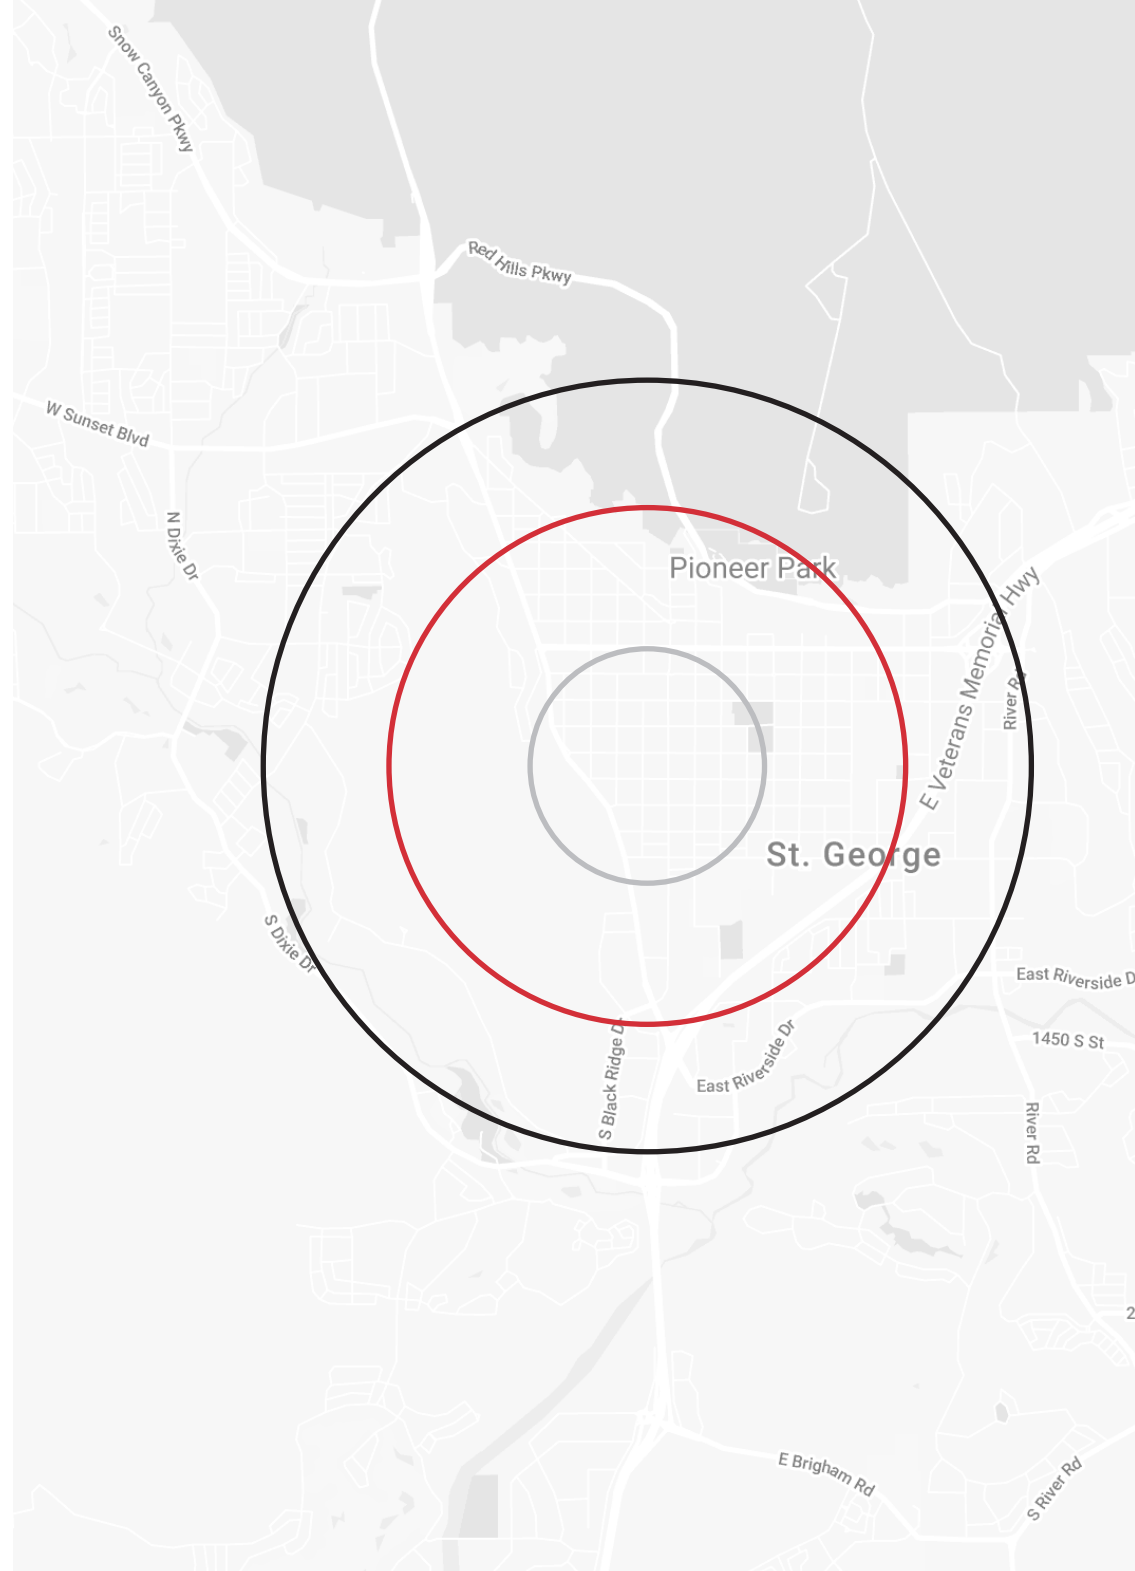 Snow Canyon Pkwy
Red Hills Pkwy
W Sunset Blvd
N Dixie Dr
Pioneer Park
E Veterans Memorial Hwy
River Rd
St. George
S Dixie Dr
East Riverside D
S Black Ridge Dr
East Riverside Dr
1450 S St
River Rd
2
E Brigham Rd
S River Rd